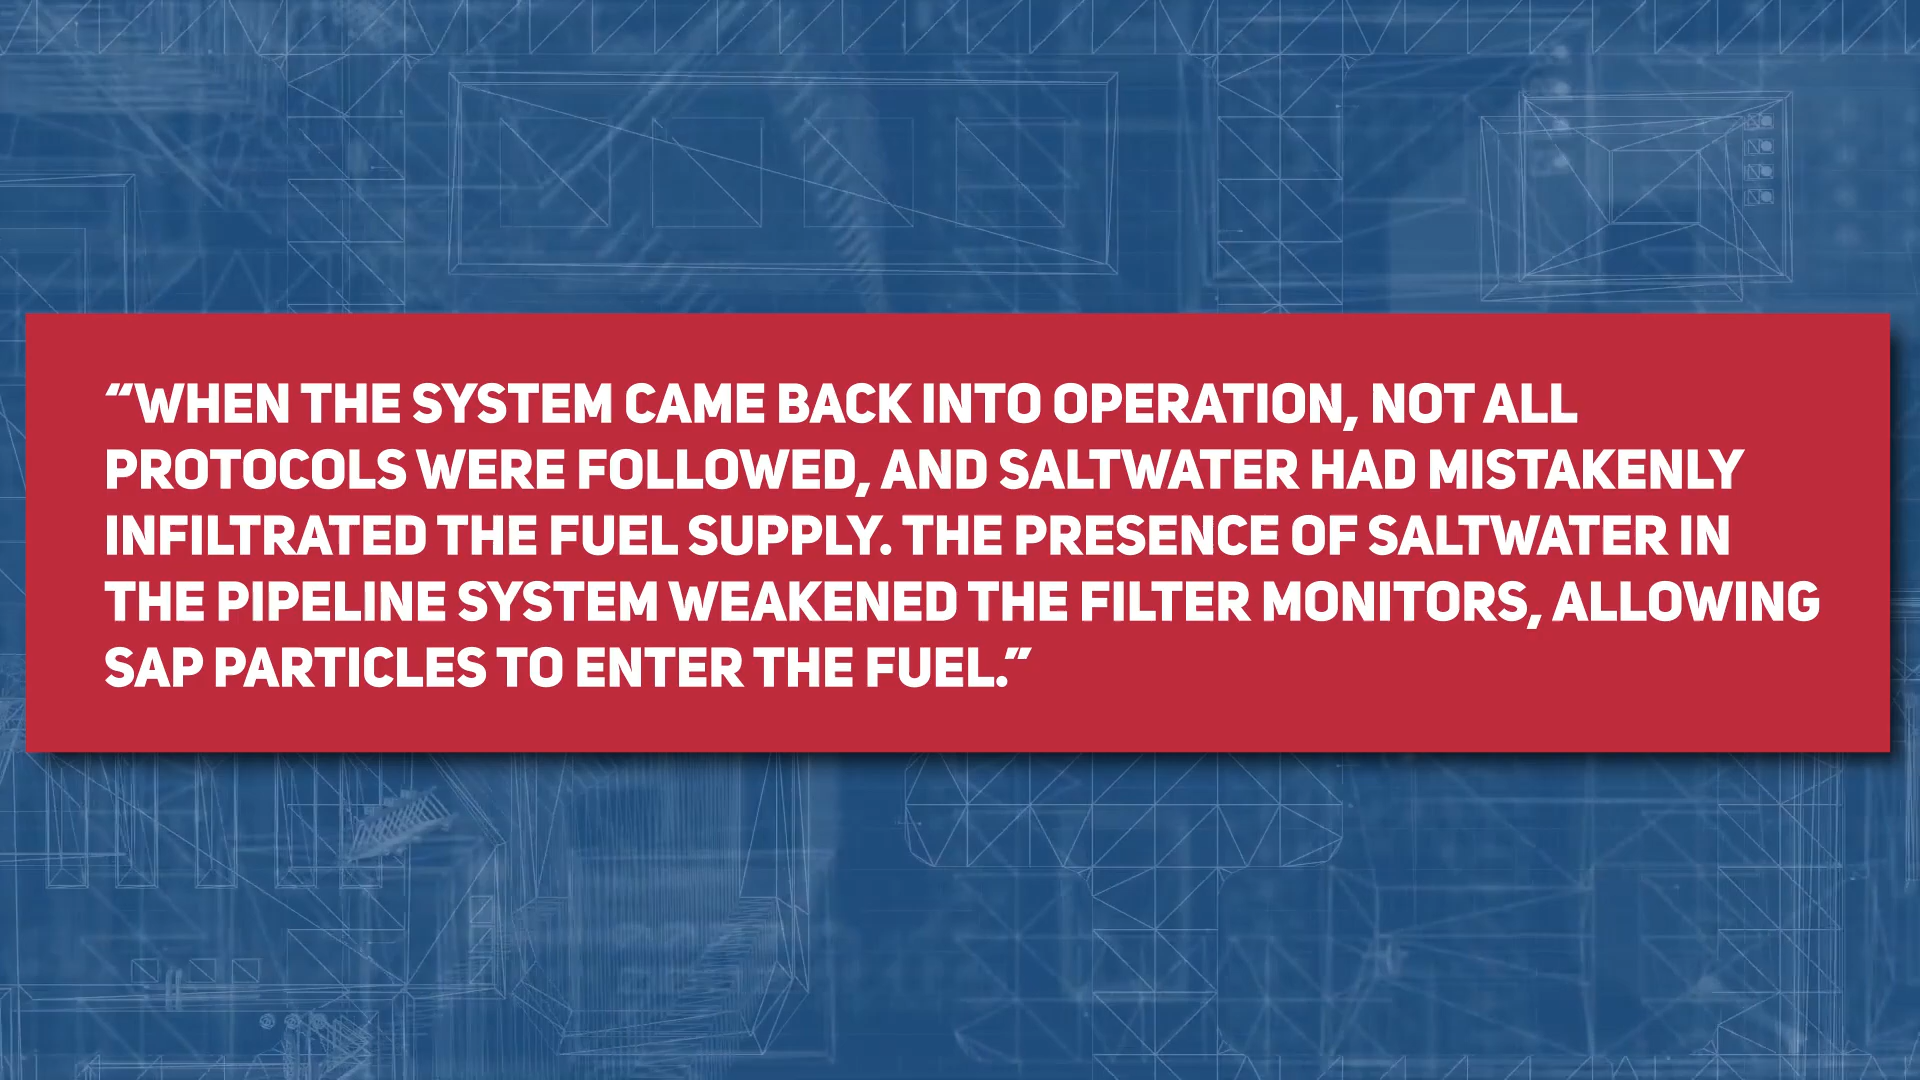 “WHEN THE SYSTEM CAME BACK INTO OPERATION, NOT ALL
PROTOCOLS WERE FOLLOWED, AND SALTWATER HAD MISTAKENLY
INFILTRATED THE FUEL SUPPLY. THE PRESENCE OF SALTWATER IN
THE PIPELINE SYSTEM WEAKENED THE FILTER MONITORS, ALLOWING
SAP PARTICLES TO ENTER THE FUEL.”